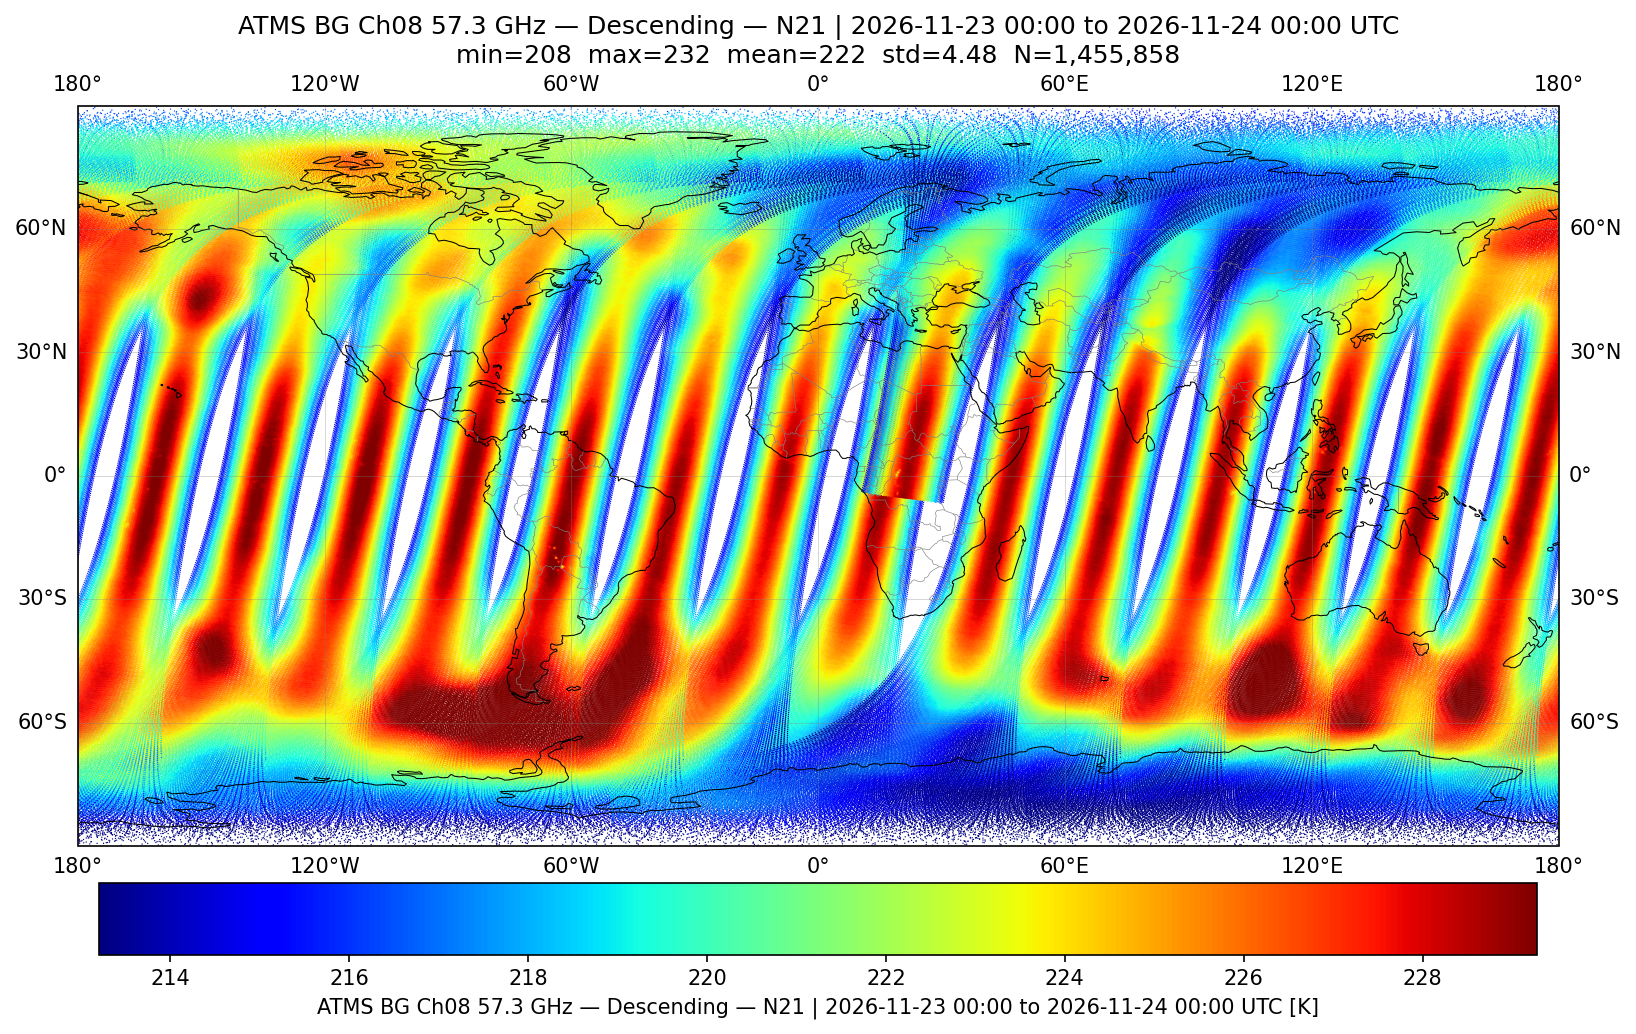 ATMS BG Ch08 57.3 GHz — Descending — N21 | 2026-11-23 00:00 to 2026-11-24 00:00 UTC
min=208 max=232 mean=222 std=4.48 N=1,455,858
180° 120°W 60°W 0° 60°E 120°E 180°
60°N 60°N
30°N 30°N
0° 0°
30°S 30°S
60°S 60°S
180° 120°W 60°W 0° 60°E 120°E 180°
214 216 218 220 222 224 226 228
ATMS BG Ch08 57.3 GHz — Descending — N21 | 2026-11-23 00:00 to 2026-11-24 00:00 UTC [K]